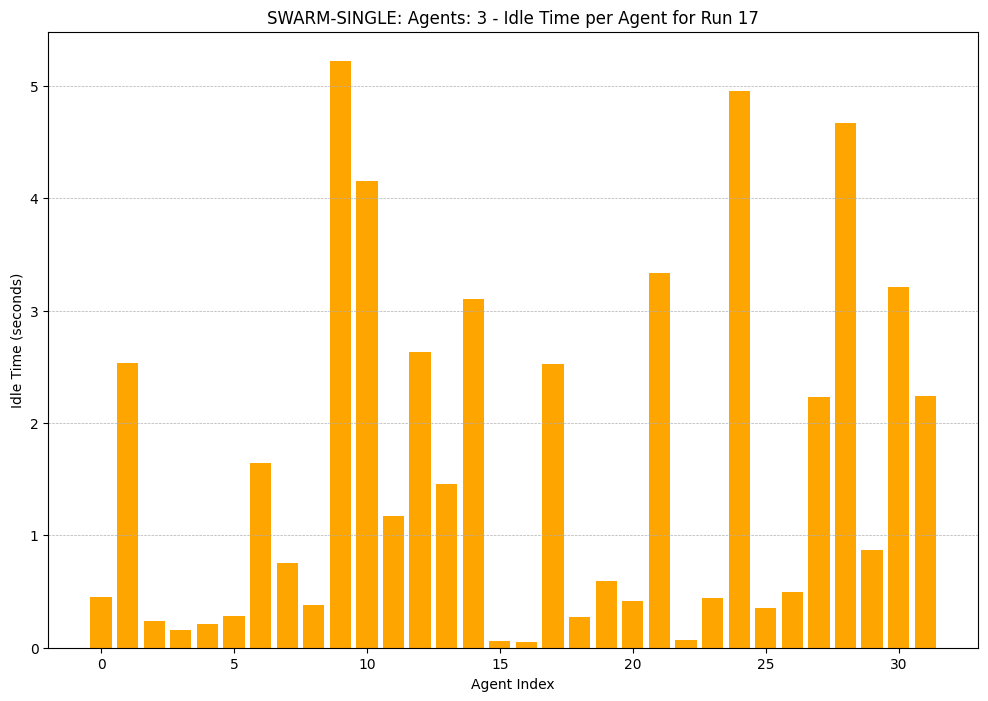 SWARM-SINGLE: Agents: 3 - Idle Time per Agent for Run 17
Idle Time (seconds)
5
4
3
2
1
0
0 5 10 15 20 25 30
Agent Index